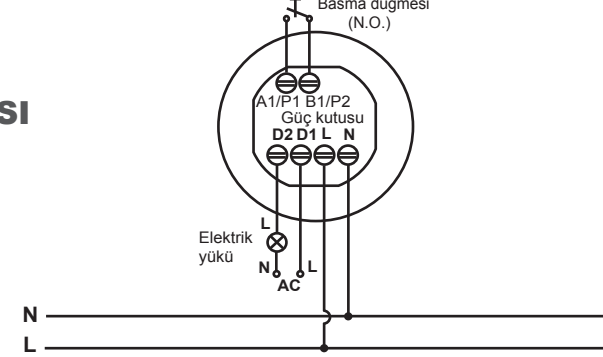 Basma düğmesi
(N.O.)
SI
A1/P1 B1/P2
Güç kutusu
D2 D1 L N
L
Elektrik
yükü
N L
AC
N
L